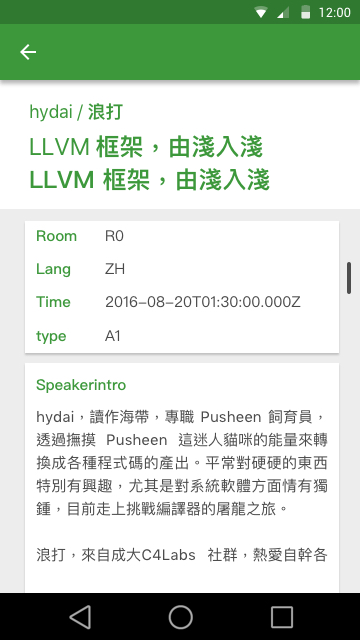 12:00
hydai / 浪打
LLVM 框架，由淺入淺
LLVM 框架，由淺入淺
Room R0
Lang ZH
Time 2016-08-20T01:30:00.000Z
type A1
Speakerintro
hydai，讀作海帶，專職 Pusheen 飼育員，
透過撫摸 Pusheen 這迷人貓咪的能量來轉
換成各種程式碼的產出。平常對硬硬的東西
特別有興趣，尤其是對系統軟體方面情有獨
鍾，目前走上挑戰編譯器的屠龍之旅。
浪打，來自成大C4Labs 社群，熱愛自幹各